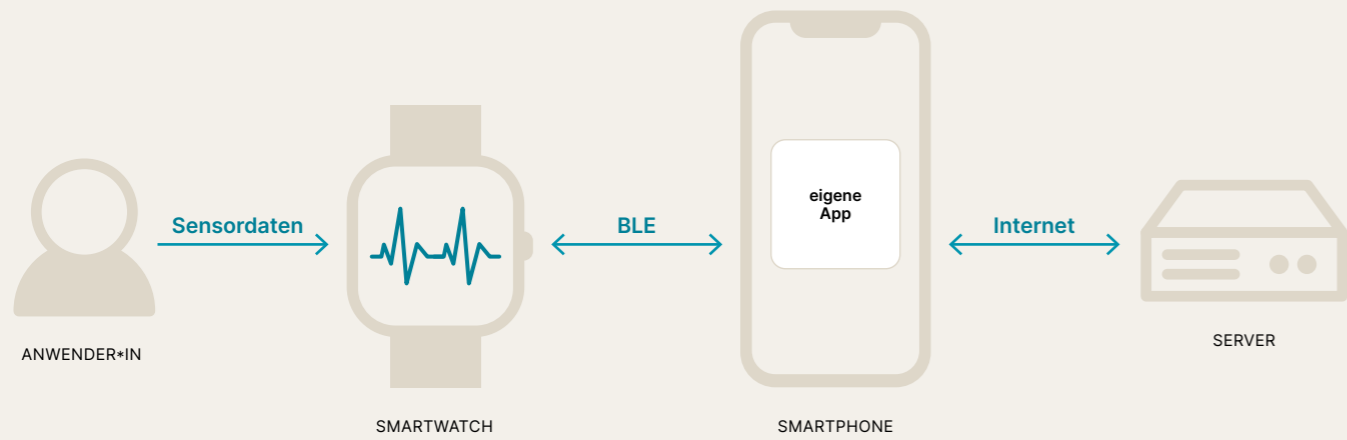 Sensordaten
BLE
eigene
App
Internet
ANWENDER*IN
SMARTWATCH
SMARTPHONE
SERVER